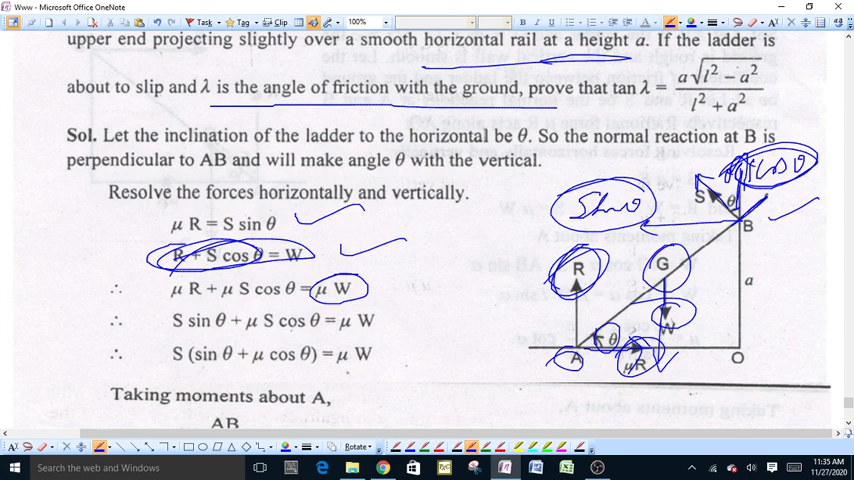 Www - Microsoft Office OneNote
Task
Tag
Clip
100%
B I U
upper end projecting slightly over a smooth horizontal rail at a height a. If the ladder is
about to slip and λ is the angle of friction with the ground, prove that tan λ = a√(l² – a²) / (l² + a²)
Sol. Let the inclination of the ladder to the horizontal be θ. So the normal reaction at B is
perpendicular to AB and will make angle θ with the vertical.
Resolve the forces horizontally and vertically.
μ R = S sin θ
R + S cos θ = W
∴ μ R + μ S cos θ = μ W
∴ S sin θ + μ S cos θ = μ W
∴ S (sin θ + μ cos θ) = μ W
Taking moments about A,
AB
cos θ
S
θ
B
S sin θ
R
G
a
W
θ
A
μR
O
Rotate
Search the web and Windows
11:35 AM
11/27/2020